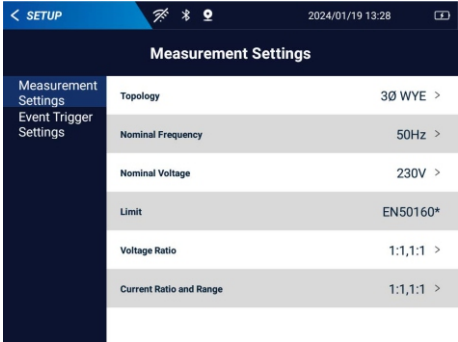 < SETUP 2024/01/19 13:28
Measurement Settings
Measurement
Settings
Event Trigger
Settings
Topology 3Ø WYE >
Nominal Frequency 50Hz >
Nominal Voltage 230V >
Limit EN50160*
Voltage Ratio 1:1,1:1 >
Current Ratio and Range 1:1,1:1 >